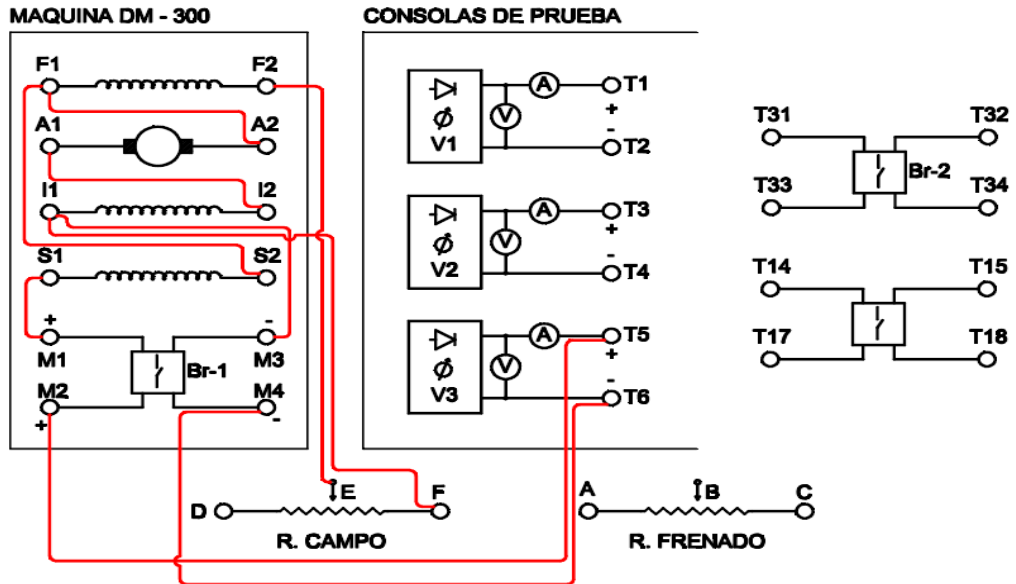 MAQUINA DM - 300
CONSOLAS DE PRUEBA
F1 F2
A1 A2
I1 I2
S1 S2
+ -
M1 Br-1 M3
M2 M4
+ -
V1 V A T1
+
-
T2
V2 V A T3
+
-
T4
V3 V A T5
+
-
T6
T31 T32
Br-2
T33 T34
T14 T15
T17 T18
D E F
R. CAMPO
A B C
R. FRENADO